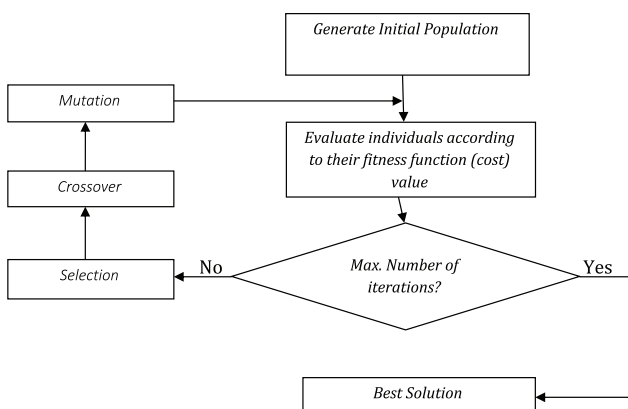 Generate Initial Population
Mutation
Evaluate individuals according
to their fitness function (cost)
value
Crossover
Selection
No
Max. Number of
iterations?
Yes
Best Solution